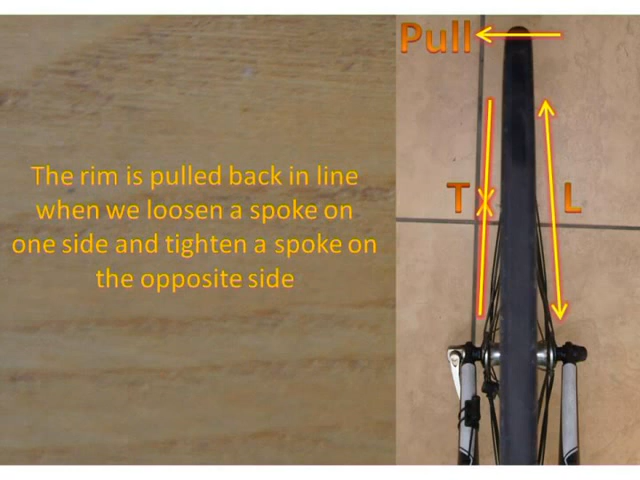 The rim is pulled back in line
when we loosen a spoke on
one side and tighten a spoke on
the opposite side
Pull
T
L